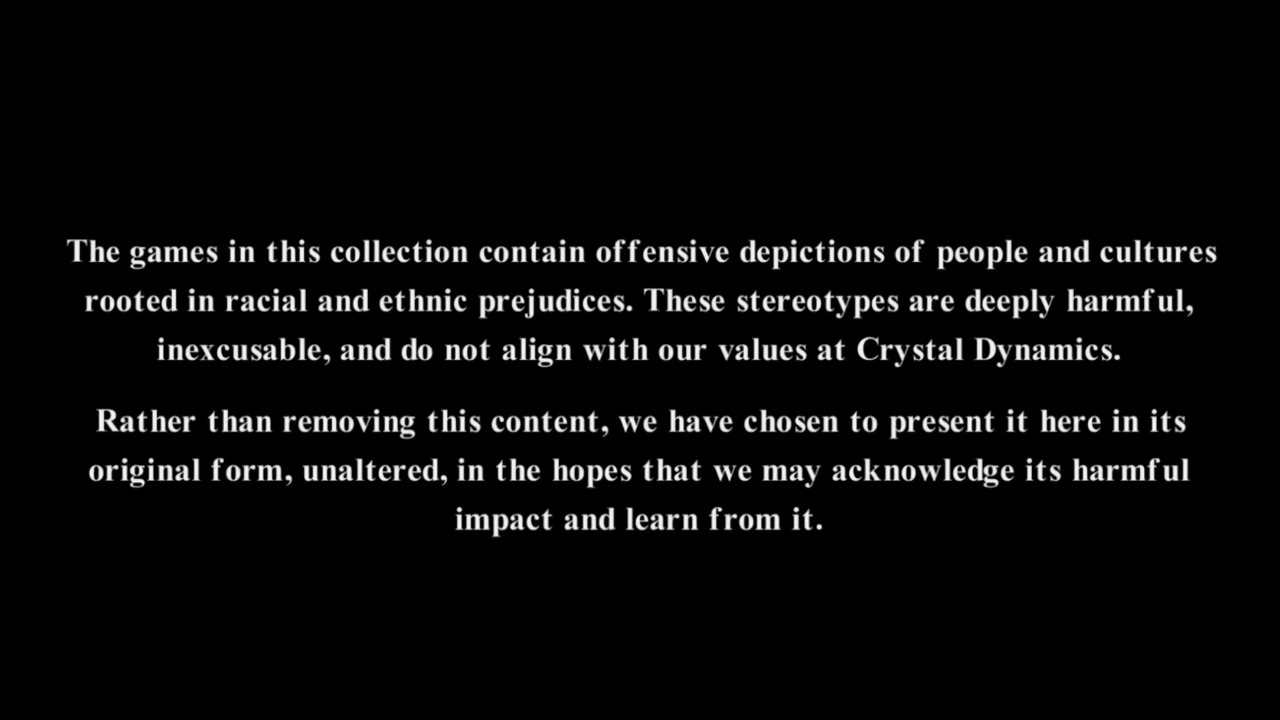 The games in this collection contain offensive depictions of people and cultures
rooted in racial and ethnic prejudices. These stereotypes are deeply harmful,
inexcusable, and do not align with our values at Crystal Dynamics.
Rather than removing this content, we have chosen to present it here in its
original form, unaltered, in the hopes that we may acknowledge its harmful
impact and learn from it.